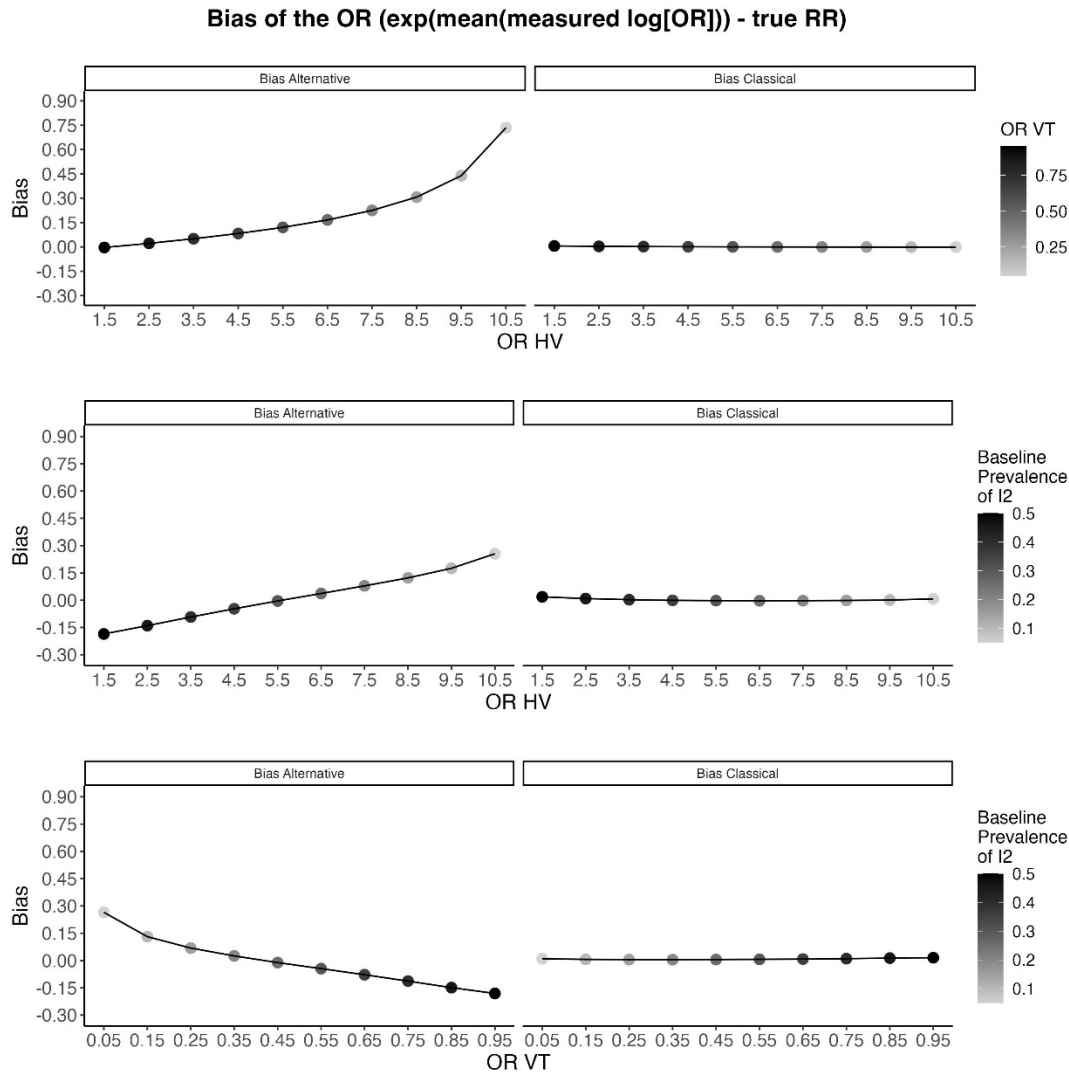 Bias of the OR (exp(mean(measured log[OR])) - true RR)
Bias Alternative
Bias Classical
0.90
0.75
0.60
0.45
0.30
0.15
0.00
-0.15
-0.30
Bias
1.5 2.5 3.5 4.5 5.5 6.5 7.5 8.5 9.5 10.5
1.5 2.5 3.5 4.5 5.5 6.5 7.5 8.5 9.5 10.5
OR HV
OR VT
0.75
0.50
0.25
Bias Alternative
Bias Classical
0.90
0.75
0.60
0.45
0.30
0.15
0.00
-0.15
-0.30
Bias
1.5 2.5 3.5 4.5 5.5 6.5 7.5 8.5 9.5 10.5
1.5 2.5 3.5 4.5 5.5 6.5 7.5 8.5 9.5 10.5
OR HV
Baseline
Prevalence
of I2
0.5
0.4
0.3
0.2
0.1
Bias Alternative
Bias Classical
0.90
0.75
0.60
0.45
0.30
0.15
0.00
-0.15
-0.30
Bias
0.05 0.15 0.25 0.35 0.45 0.55 0.65 0.75 0.85 0.95
0.05 0.15 0.25 0.35 0.45 0.55 0.65 0.75 0.85 0.95
OR VT
Baseline
Prevalence
of I2
0.5
0.4
0.3
0.2
0.1